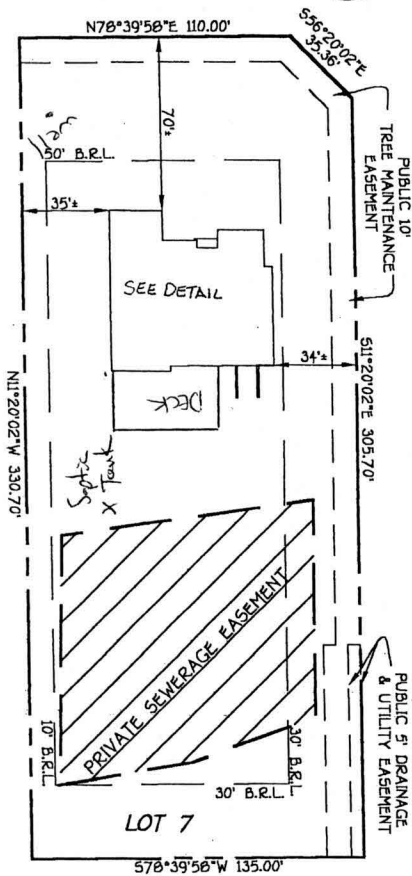 N78°39'58"E 110.00'
S56°20'02"E
35.36'
PUBLIC 10'
TREE MAINTENANCE
EASEMENT
70'±
50' B.R.L.
35'±
SEE DETAIL
34'±
S11°20'02"E 305.70'
N11°20'02"W 330.70'
DECK
Septic
X Tank
PRIVATE SEWERAGE EASEMENT
PUBLIC 5' DRAINAGE
& UTILITY EASEMENT
10' B.R.L.
30' B.R.L.
30' B.R.L.
LOT 7
S78°39'58"W 135.00'